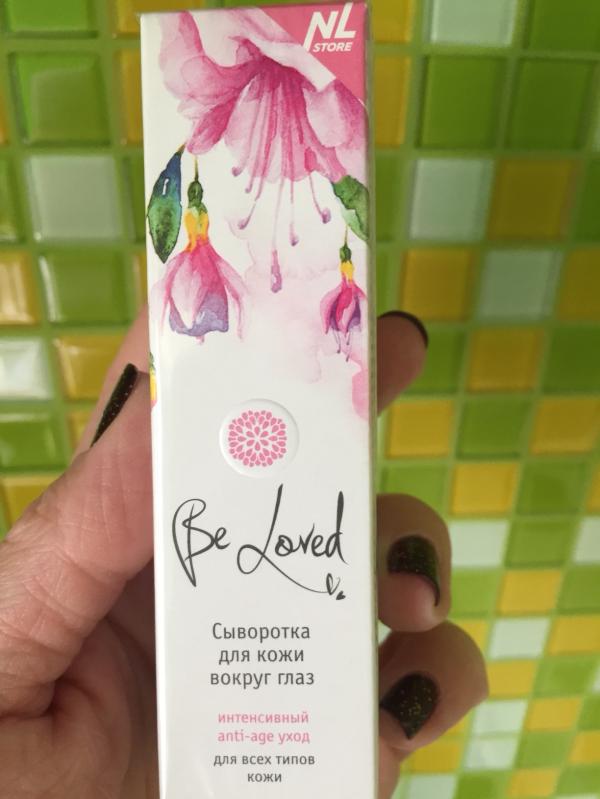 NL
STORE
Be Loved
Сыворотка
для кожи
вокруг глаз
интенсивный
anti-age уход
для всех типов
кожи